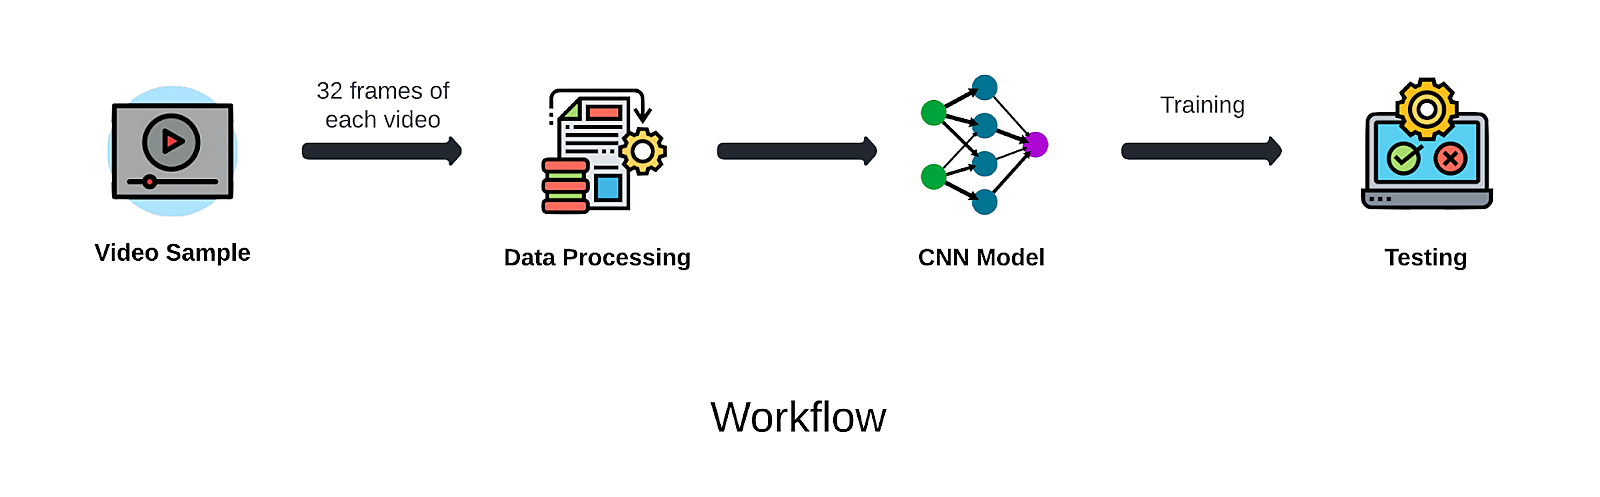 32 frames of
each video
Training
Video Sample
Data Processing
CNN Model
Testing
Workflow